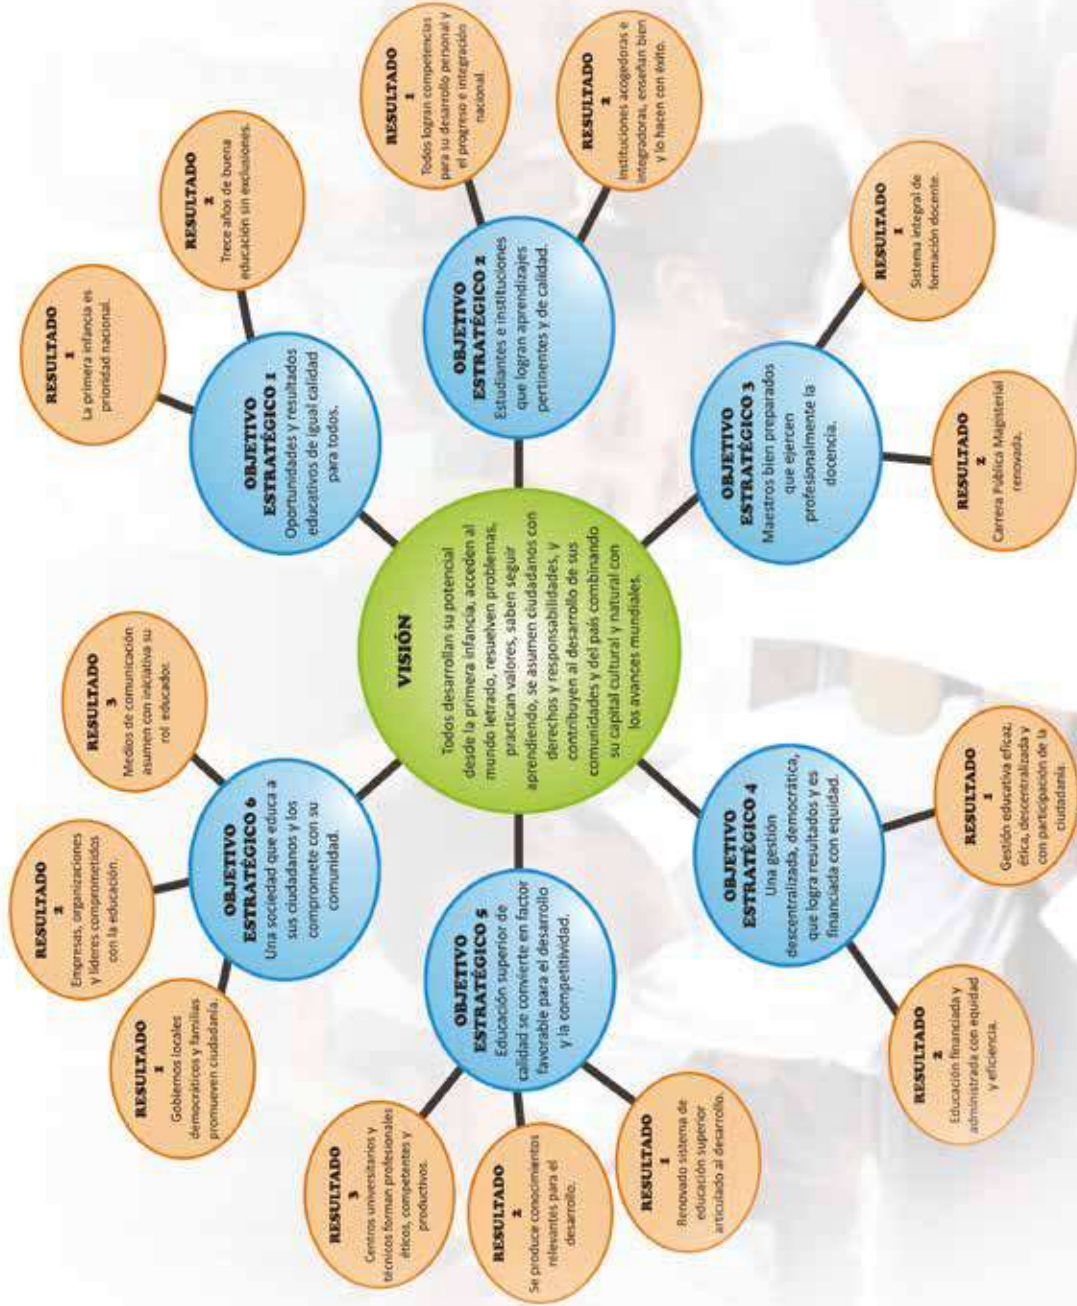 VISIÓN
Todos desarrollan su potencial
desde la primera infancia, acceden al
mundo letrado, resuelven problemas,
practican valores, saben seguir
aprendiendo, se asumen ciudadanos con
derechos y responsabilidades, y
contribuyen al desarrollo de sus
comunidades y del país combinando
su capital cultural y natural con
los avances mundiales.
OBJETIVO
ESTRATÉGICO 1
Oportunidades y resultados
educativos de igual calidad
para todos.
RESULTADO
1
La primera infancia es
prioridad nacional.
RESULTADO
2
Trece años de buena
educación sin exclusiones.
OBJETIVO
ESTRATÉGICO 2
Estudiantes e instituciones
que logran aprendizajes
pertinentes y de calidad.
RESULTADO
1
Todos logran competencias
para su desarrollo personal y
el progreso e integración
nacional.
RESULTADO
2
Instituciones acogedoras e
integradoras, enseñan bien
y lo hacen con éxito.
OBJETIVO
ESTRATÉGICO 3
Maestros bien preparados
que ejercen
profesionalmente la
docencia.
RESULTADO
1
Sistema integral de
formación docente.
RESULTADO
2
Carrera Pública Magisterial
renovada.
OBJETIVO
ESTRATÉGICO 4
Una gestión
descentralizada, democrática,
que logra resultados y es
financiada con equidad.
RESULTADO
1
Gestión educativa eficaz,
ética, descentralizada y
con participación de la
ciudadanía.
RESULTADO
2
Educación financiada y
administrada con equidad
y eficiencia.
OBJETIVO
ESTRATÉGICO 5
Educación superior de
calidad se convierte en factor
favorable para el desarrollo
y la competitividad.
RESULTADO
1
Renovado sistema de
educación superior
articulado al desarrollo.
RESULTADO
2
Se produce conocimientos
relevantes para el
desarrollo.
RESULTADO
3
Centros universitarios y
técnicos forman profesionales
éticos, competentes y
productivos.
OBJETIVO
ESTRATÉGICO 6
Una sociedad que educa a
sus ciudadanos y los
compromete con su
comunidad.
RESULTADO
1
Gobiernos locales
democráticos y familias
promueven ciudadanía.
RESULTADO
2
Empresas, organizaciones
y líderes comprometidos
con la educación.
RESULTADO
3
Medios de comunicación
asumen con iniciativa su
rol educador.